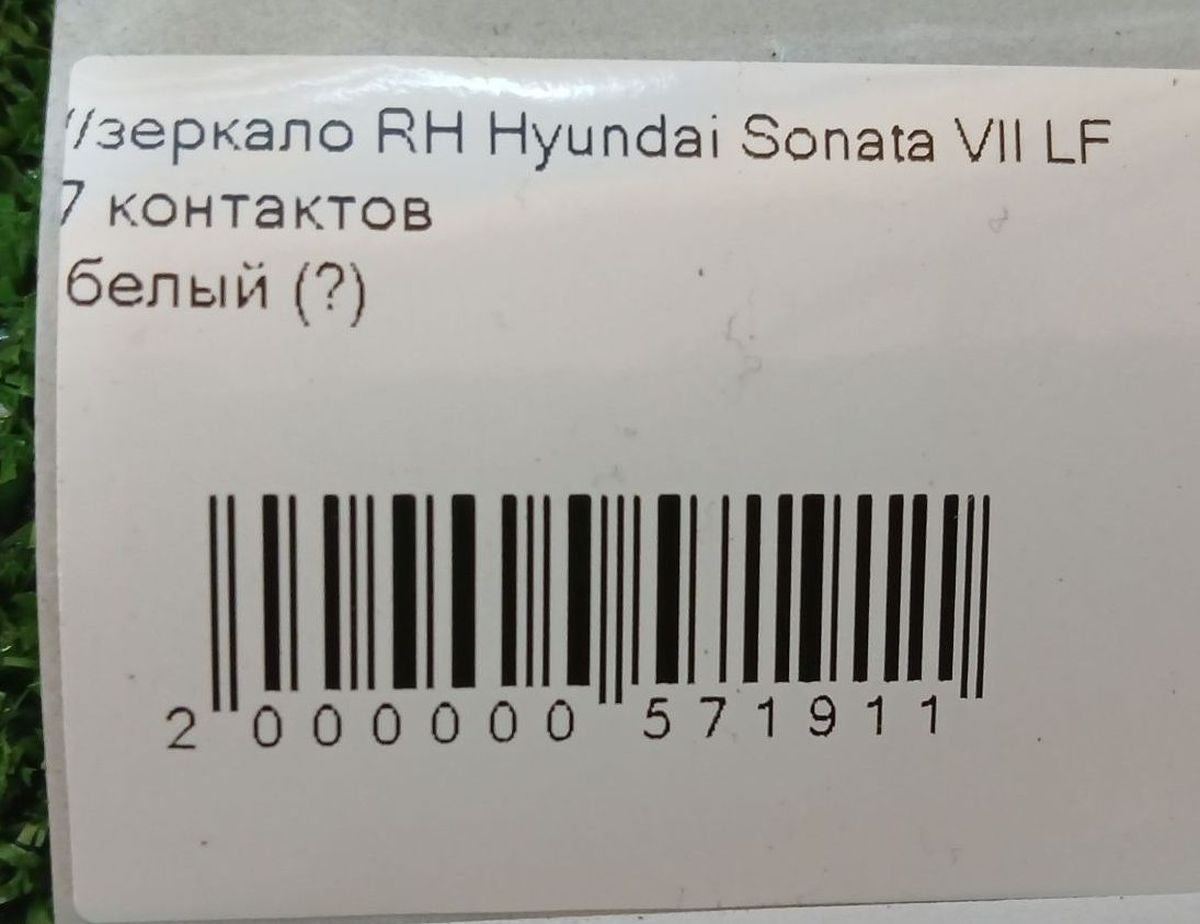 //зеркало RH Hyundai Sonata VII LF
7 контактов
белый (?)
2 000000 571911